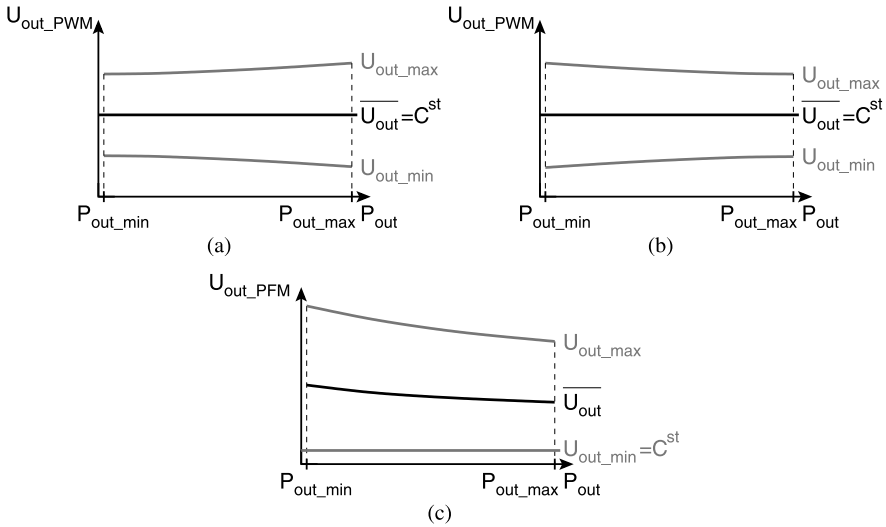 U_out_PWM
U_out_max
U_out=C^st
U_out_min
P_out_min
P_out_max
P_out
(a)
U_out_PWM
U_out_max
U_out=C^st
U_out_min
P_out_min
P_out_max
P_out
(b)
U_out_PFM
U_out_max
U_out
U_out_min=C^st
P_out_min
P_out_max
P_out
(c)